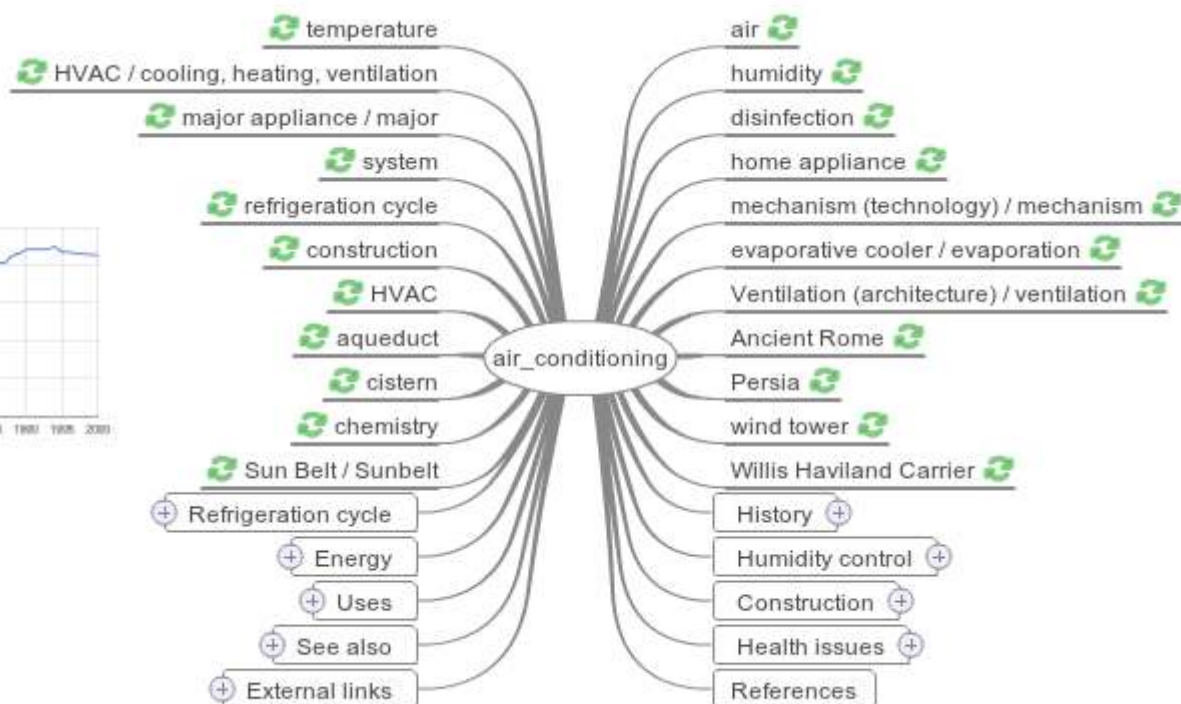 temperature
HVAC / cooling, heating, ventilation
major appliance / major
system
refrigeration cycle
construction
HVAC
aqueduct
cistern
chemistry
Sun Belt / Sunbelt
Refrigeration cycle
Energy
Uses
See also
External links
1990 1995 2000
air_conditioning
air
humidity
disinfection
home appliance
mechanism (technology) / mechanism
evaporative cooler / evaporation
Ventilation (architecture) / ventilation
Ancient Rome
Persia
wind tower
Willis Haviland Carrier
History
Humidity control
Construction
Health issues
References